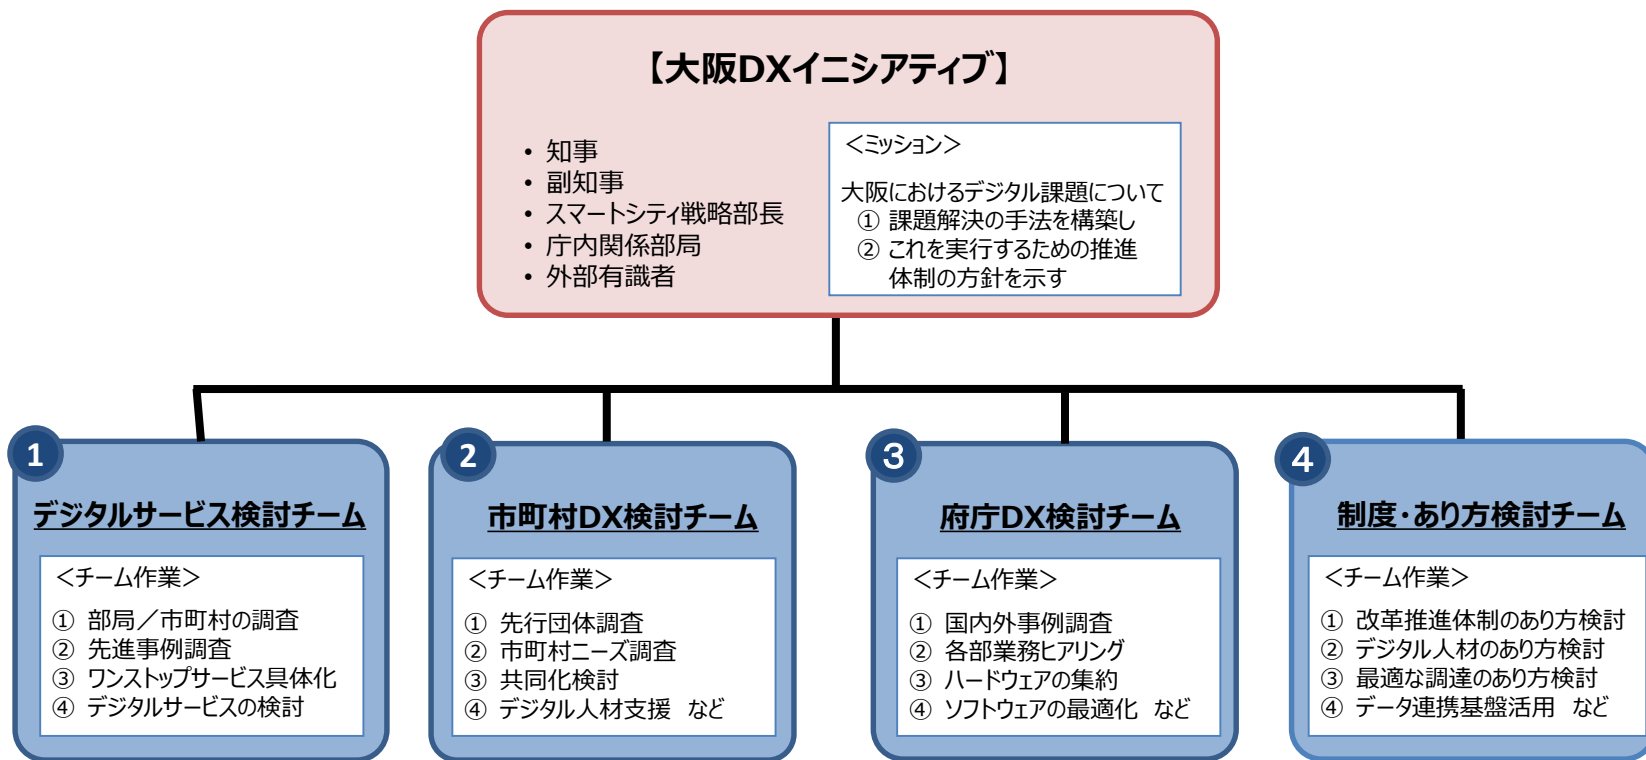 【大阪DXイニシアティブ】
• 知事
• 副知事
• スマートシティ戦略部長
• 庁内関係部局
• 外部有識者
＜ミッション＞
大阪におけるデジタル課題について
① 課題解決の手法を構築し
② これを実行するための推進
体制の方針を示す
1
デジタルサービス検討チーム
＜チーム作業＞
① 部局／市町村の調査
② 先進事例調査
③ ワンストップサービス具体化
④ デジタルサービスの検討
2
市町村DX検討チーム
＜チーム作業＞
① 先行団体調査
② 市町村ニーズ調査
③ 共同化検討
④ デジタル人材支援　など
３
府庁DX検討チーム
＜チーム作業＞
① 国内外事例調査
② 各部業務ヒアリング
③ ハードウェアの集約
④ ソフトウェアの最適化　など
４
制度・あり方検討チーム
＜チーム作業＞
① 改革推進体制のあり方検討
② デジタル人材のあり方検討
③ 最適な調達のあり方検討
④ データ連携基盤活用　など